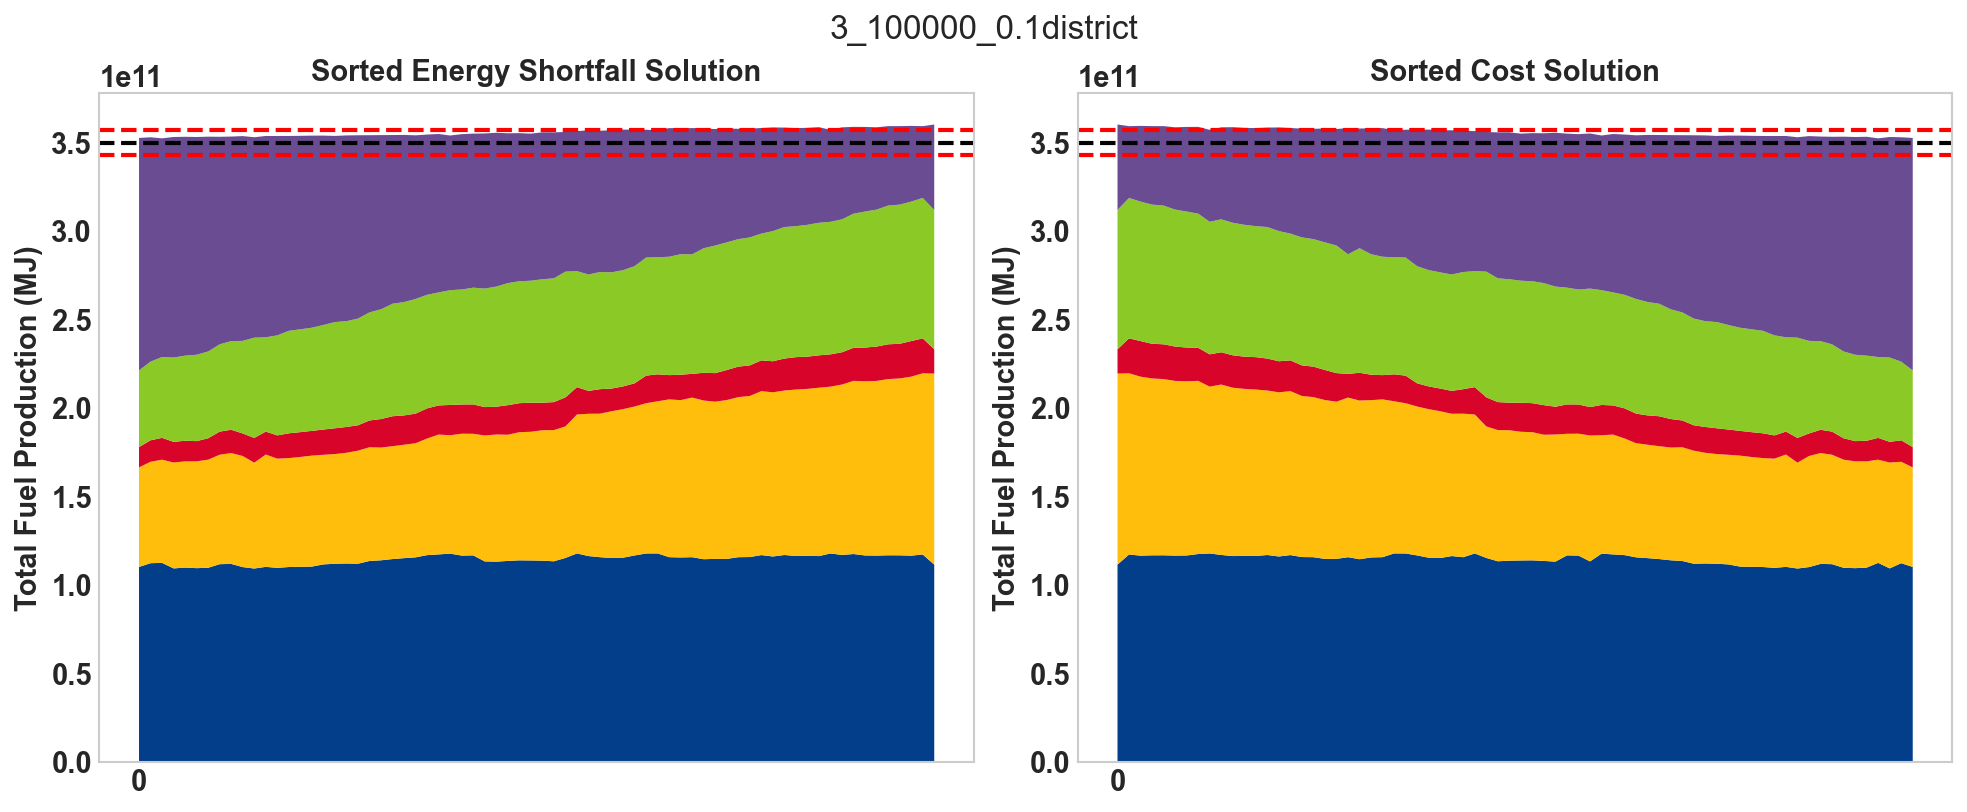 3_100000_0.1district
Sorted Energy Shortfall Solution
1e11
Total Fuel Production (MJ)
3.5
3.0
2.5
2.0
1.5
1.0
0.5
0.0
0
Sorted Cost Solution
1e11
Total Fuel Production (MJ)
3.5
3.0
2.5
2.0
1.5
1.0
0.5
0.0
0